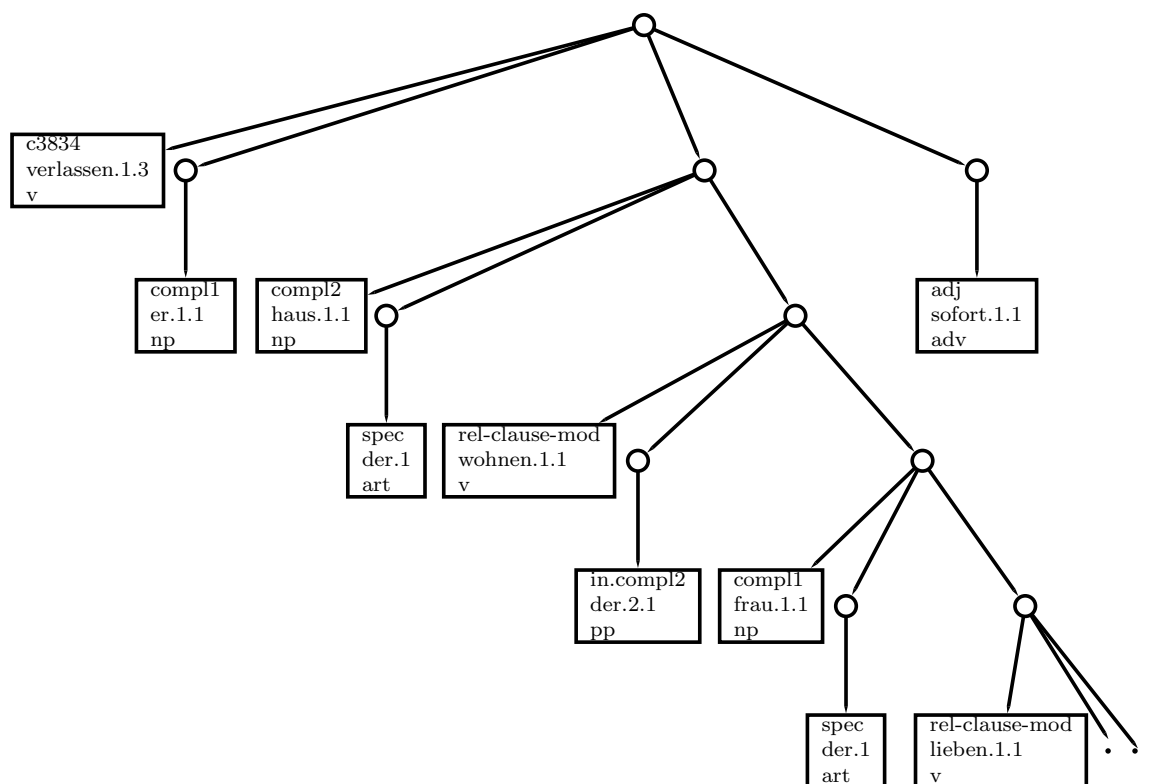 c3834
verlassen.1.3
v
compl1
er.1.1
np
compl2
haus.1.1
np
adj
sofort.1.1
adv
spec
der.1
art
rel-clause-mod
wohnen.1.1
v
in.compl2
der.2.1
pp
compl1
frau.1.1
np
spec
der.1
art
rel-clause-mod
lieben.1.1
v